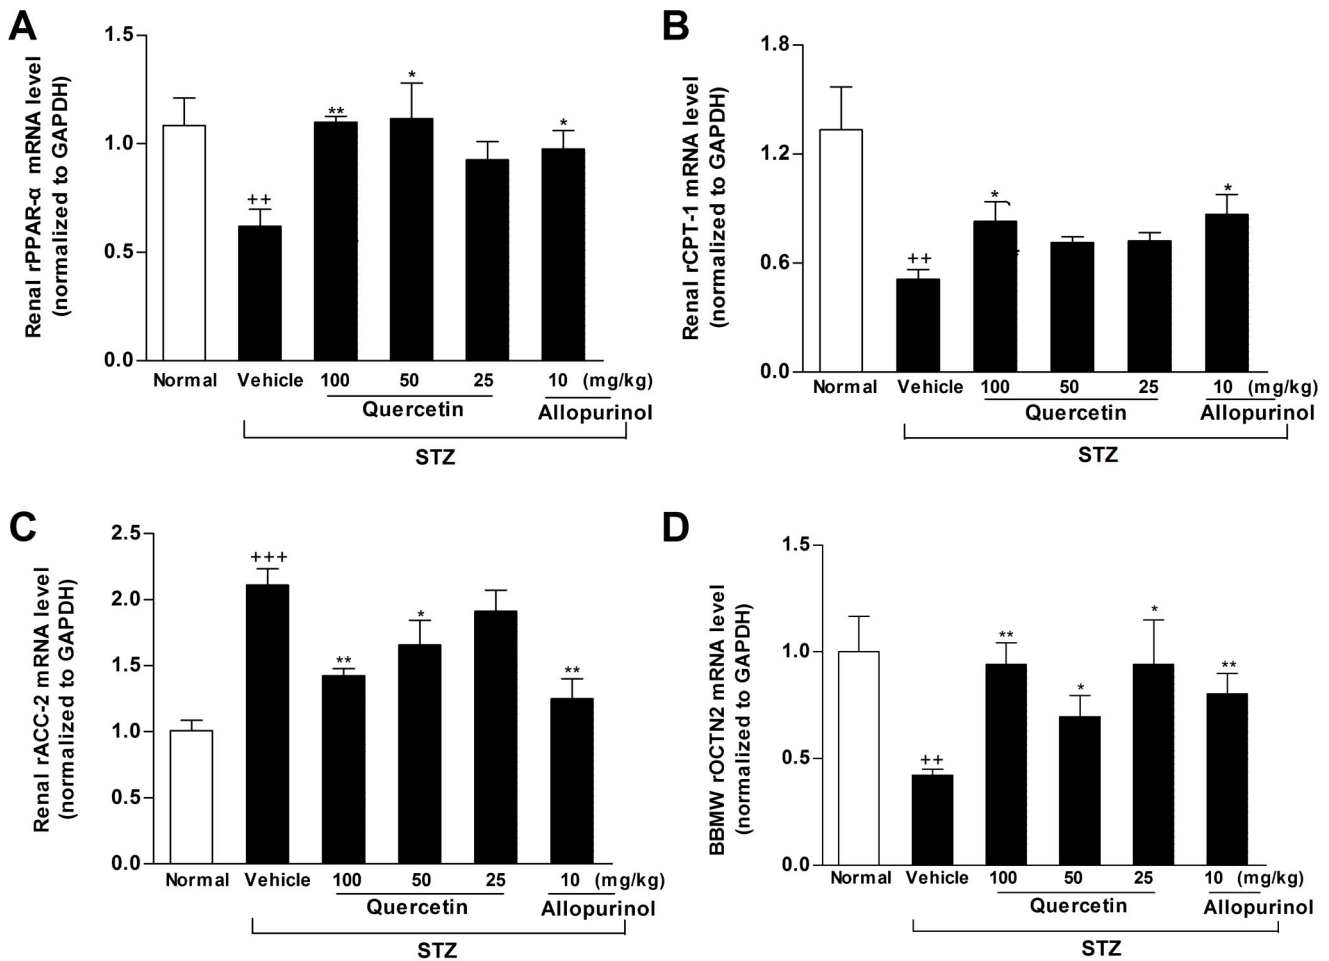 A
Renal rPPAR-α mRNA level
(normalized to GAPDH)
1.5
1.0
0.5
0.0
++
**
*
*
Normal Vehicle 100 50 25 10 (mg/kg)
Quercetin Allopurinol
STZ
B
Renal rCPT-1 mRNA level
(normalized to GAPDH)
1.8
1.2
0.6
0.0
++
*
*
Normal Vehicle 100 50 25 10 (mg/kg)
Quercetin Allopurinol
STZ
C
Renal rACC-2 mRNA level
(normalized to GAPDH)
2.5
2.0
1.5
1.0
0.5
0.0
+++
**
*
**
Normal Vehicle 100 50 25 10 (mg/kg)
Quercetin Allopurinol
STZ
D
BBMW rOCTN2 mRNA level
(normalized to GAPDH)
1.5
1.0
0.5
0.0
++
**
*
*
**
Normal Vehicle 100 50 25 10 (mg/kg)
Quercetin Allopurinol
STZ